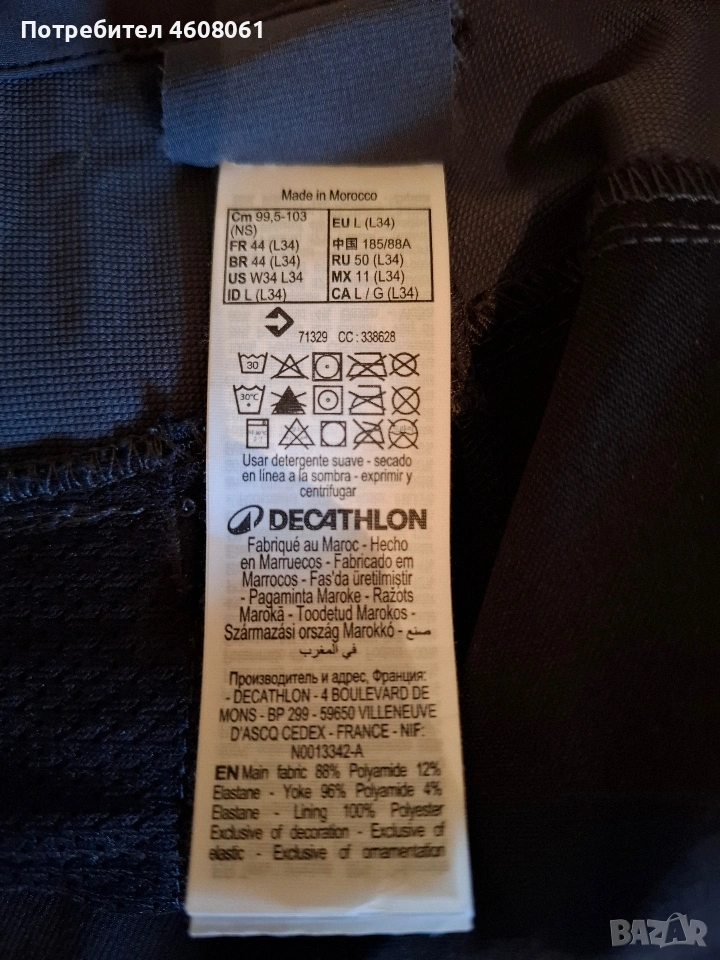 Потребител 4608061
Made in Morocco
Cm 99,5-103 (NS)
EU L (L34)
FR 44 (L34)
中国 185/88A
BR 44 (L34)
RU 50 (L34)
US W34 L34
MX 11 (L34)
ID L (L34)
CA L / G (L34)
71329 CC : 338628
30
30°C
Usar detergente suave - secado
en línea a la sombra - exprimir y
centrifugar
DECATHLON
Fabriqué au Maroc - Hecho
en Marruecos - Fabricado em
Marrocos - Fas'da üretilmiştir
- Pagaminta Maroke - Ražots
Marokā - Toodetud Marokos -
Származási ország Marokkó - صنع
في المغرب
Производитель и адрес, Франция:
- DECATHLON - 4 BOULEVARD DE
MONS - BP 299 - 59650 VILLENEUVE
D'ASCQ CEDEX - FRANCE - NIF:
N0013342-A
EN Main fabric 88% Polyamide 12%
Elastane - Yoke 96% Polyamide 4%
Elastane - Lining 100% Polyester
Exclusive of decoration - Exclusive of
elastic - Exclusive of ornamentation
BAZAR